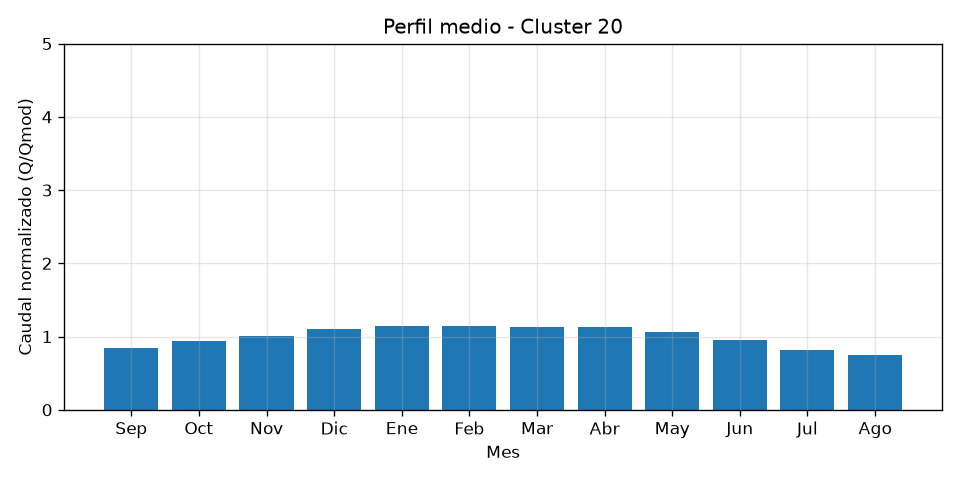 Perfil medio - Cluster 20
Caudal normalizado (Q/Qmod)
5
4
3
2
1
0
Sep Oct Nov Dic Ene Feb Mar Abr May Jun Jul Ago
Mes